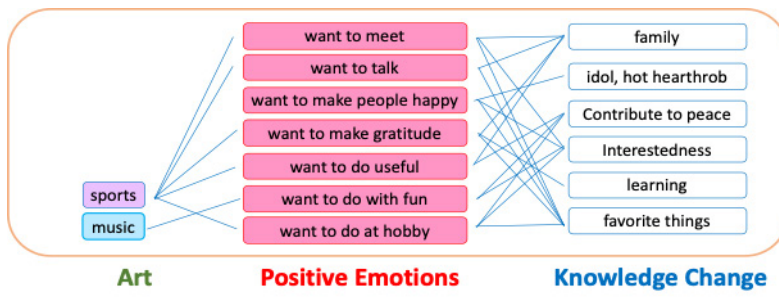 want to meet
want to talk
want to make people happy
want to make gratitude
want to do useful
want to do with fun
want to do at hobby
sports
music
family
idol, hot hearthrob
Contribute to peace
Interestedness
learning
favorite things
Art
Positive Emotions
Knowledge Change